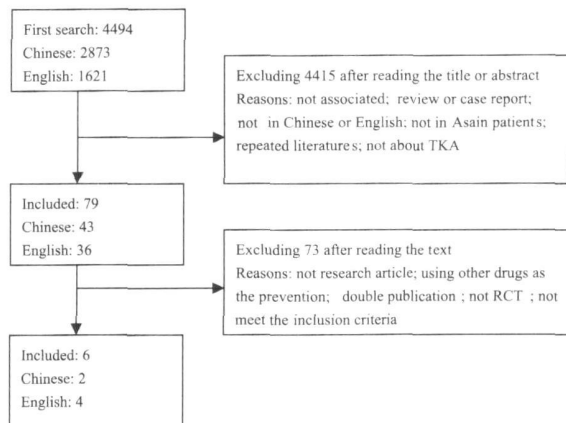 First search: 4494
Chinese: 2873
English: 1621
Excluding 4415 after reading the title or abstract
Reasons: not associated; review or case report;
not in Chinese or English; not in Asain patients;
repeated literatures; not about TKA
Included: 79
Chinese: 43
English: 36
Excluding 73 after reading the text
Reasons: not research article; using other drugs as
the prevention; double publication ; not RCT ; not
meet the inclusion criteria
Included: 6
Chinese: 2
English: 4